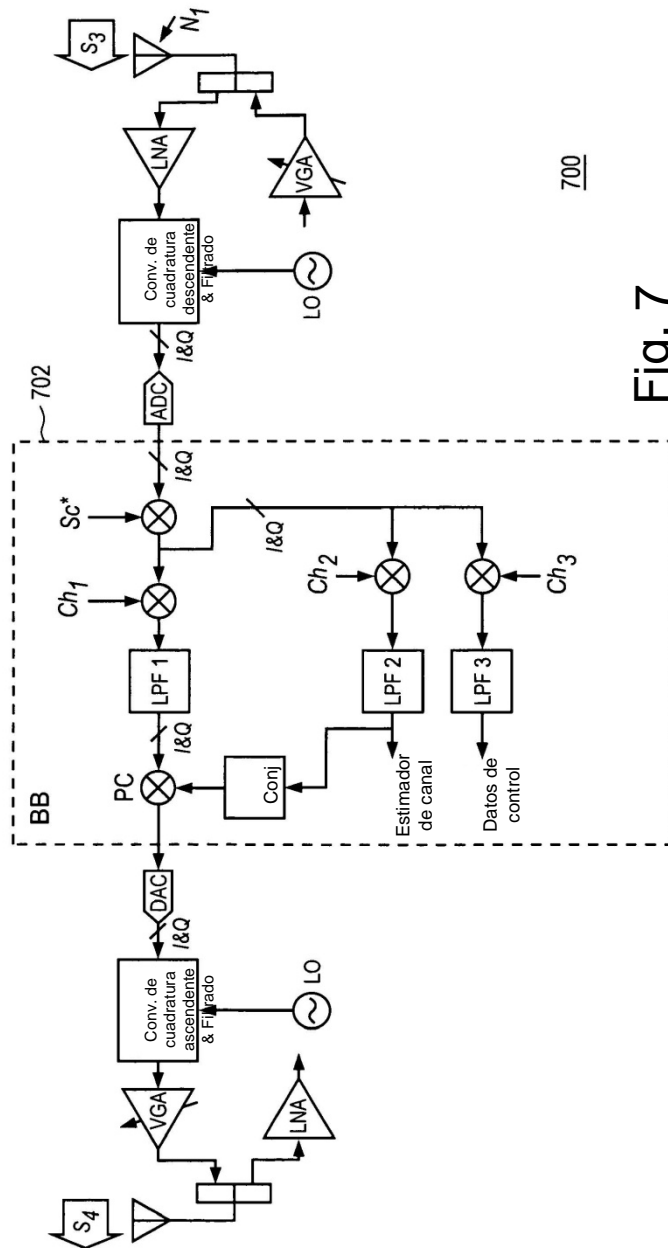 S4
S3
N1
VGA
LNA
LNA
VGA
Conv. de
cuadratura
ascendente
& Filtrado
LO
Conv. de
cuadratura
descendente
& Filtrado
LO
I&Q
DAC
ADC
I&Q
702
BB
PC
I&Q
LPF 1
Ch1
Sc*
I&Q
I&Q
Conj
LPF 2
Ch2
Estimador
de canal
LPF 3
Ch3
Datos de
control
700
Fig. 7